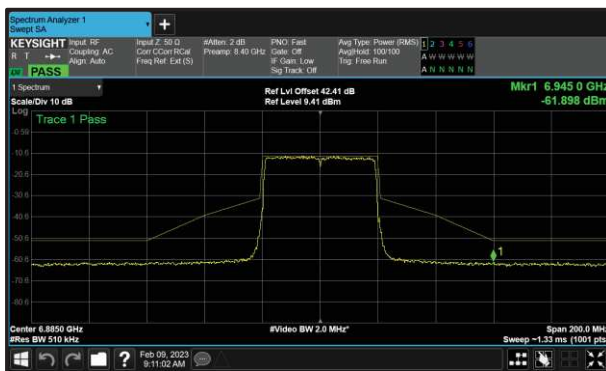 Spectrum Analyzer 1
Swept SA
KEYSIGHT
R T
PASS
Input: RF
Coupling: AC
Align: Auto
Input Z: 50 Ω
Corr CCorr RCal
Freq Ref: Ext (S)
#Atten: 2 dB
Preamp: 8.40 GHz
PNO: Fast
Gate: Off
IF Gain: Low
Sig Track: Off
Avg Type: Power (RMS)
Avg|Hold: 100/100
Trig: Free Run
1 2 3 4 5 6
A W W W W W
A N N N N N
1 Spectrum
Scale/Div 10 dB
Ref Lvl Offset 42.41 dB
Ref Level 9.41 dBm
Mkr1 6.945 0 GHz
-61.898 dBm
Log
Trace 1 Pass
-0.59
-10.6
-20.6
-30.6
-40.6
-50.6
-60.6
-70.6
-80.6
1
Center 6.8850 GHz
#Res BW 510 kHz
#Video BW 2.0 MHz*
Span 200.0 MHz
Sweep ~1.33 ms (1001 pts)
?
Feb 09, 2023
9:11:02 AM